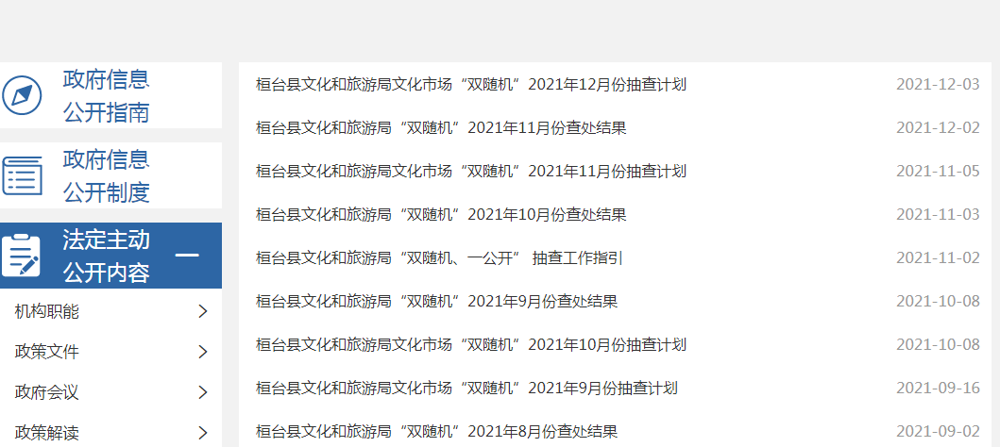 政府信息
公开指南
政府信息
公开制度
法定主动
公开内容
机构职能
政策文件
政府会议
政策解读
桓台县文化和旅游局文化市场“双随机”2021年12月份抽查计划 2021-12-03
桓台县文化和旅游局“双随机”2021年11月份查处结果 2021-12-02
桓台县文化和旅游局文化市场“双随机”2021年11月份抽查计划 2021-11-05
桓台县文化和旅游局“双随机”2021年10月份查处结果 2021-11-03
桓台县文化和旅游局“双随机、一公开” 抽查工作指引 2021-11-02
桓台县文化和旅游局“双随机”2021年9月份查处结果 2021-10-08
桓台县文化和旅游局文化市场“双随机”2021年10月份抽查计划 2021-10-08
桓台县文化和旅游局文化市场“双随机”2021年9月份抽查计划 2021-09-16
桓台县文化和旅游局“双随机”2021年8月份查处结果 2021-09-02